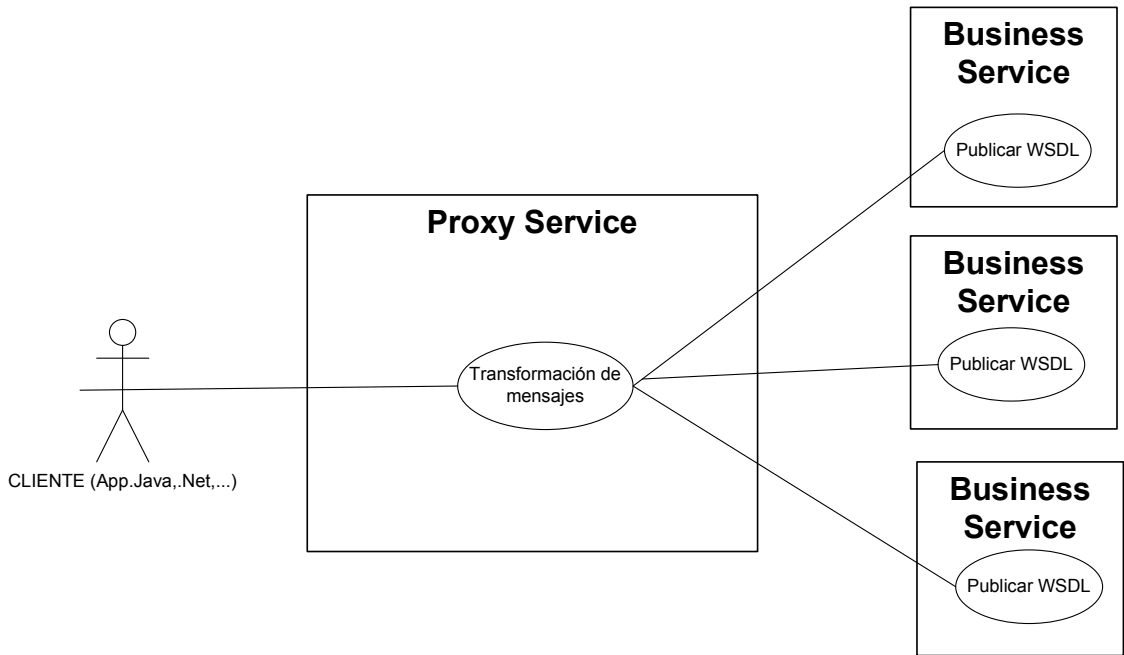 Business
Service
Publicar WSDL
Proxy Service
Business
Service
Publicar WSDL
Transformación de
mensajes
CLIENTE (App.Java,.Net,...)
Business
Service
Publicar WSDL